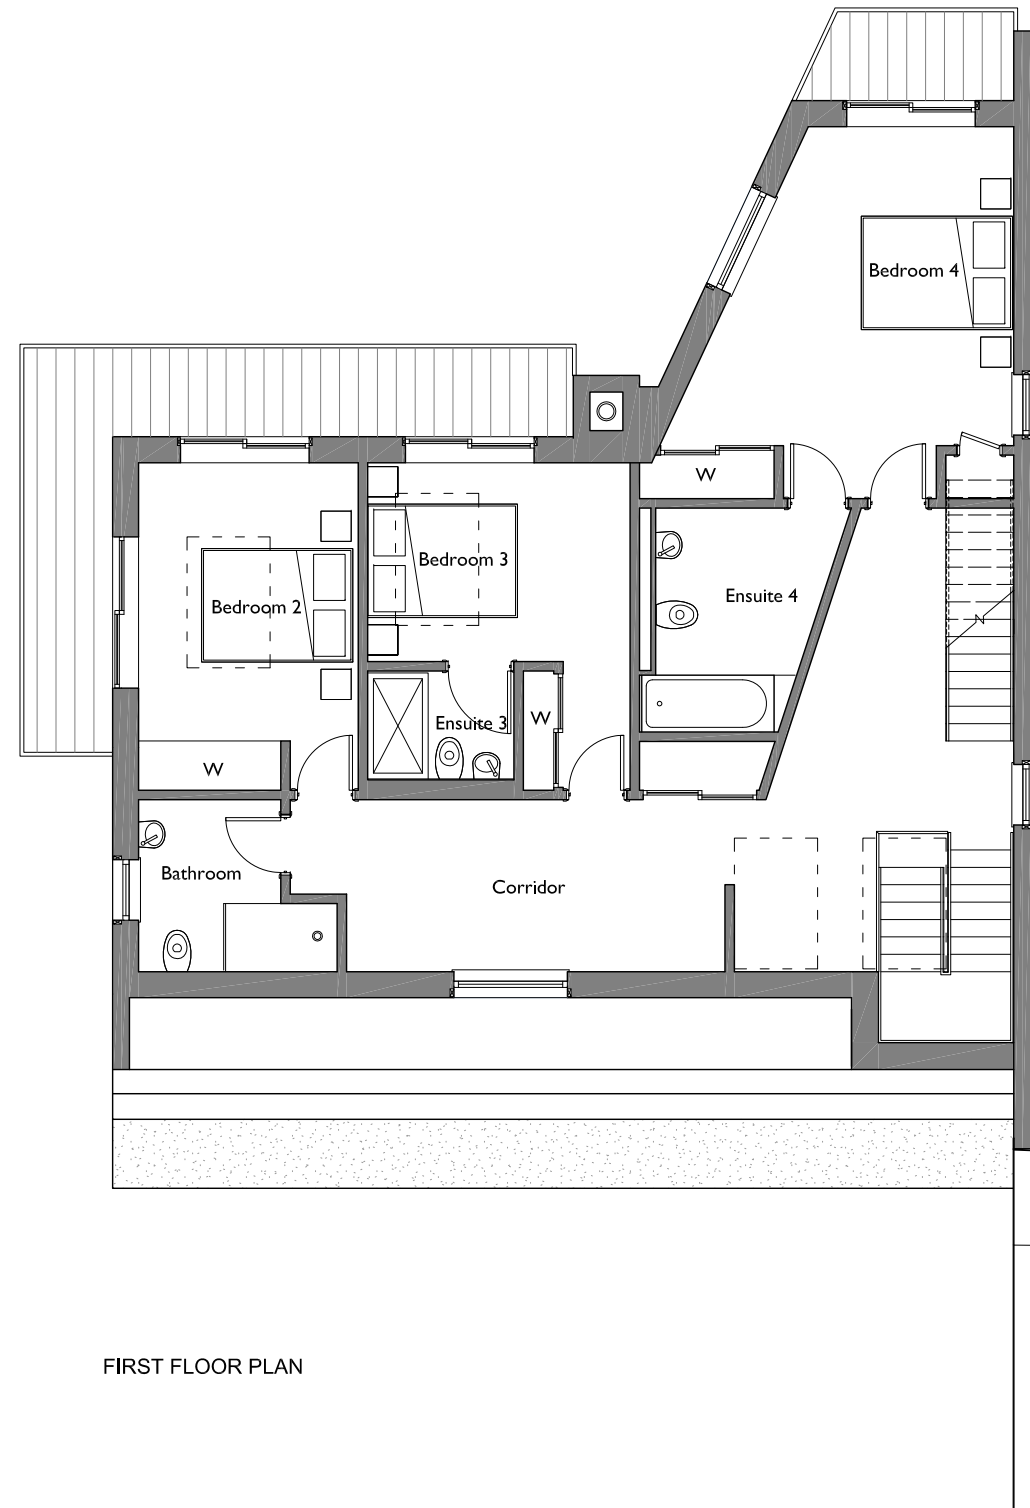 Bedroom 4
W
Bedroom 3
Ensuite 4
Bedroom 2
Ensuite 3
W
W
Bathroom
Corridor
FIRST FLOOR PLAN